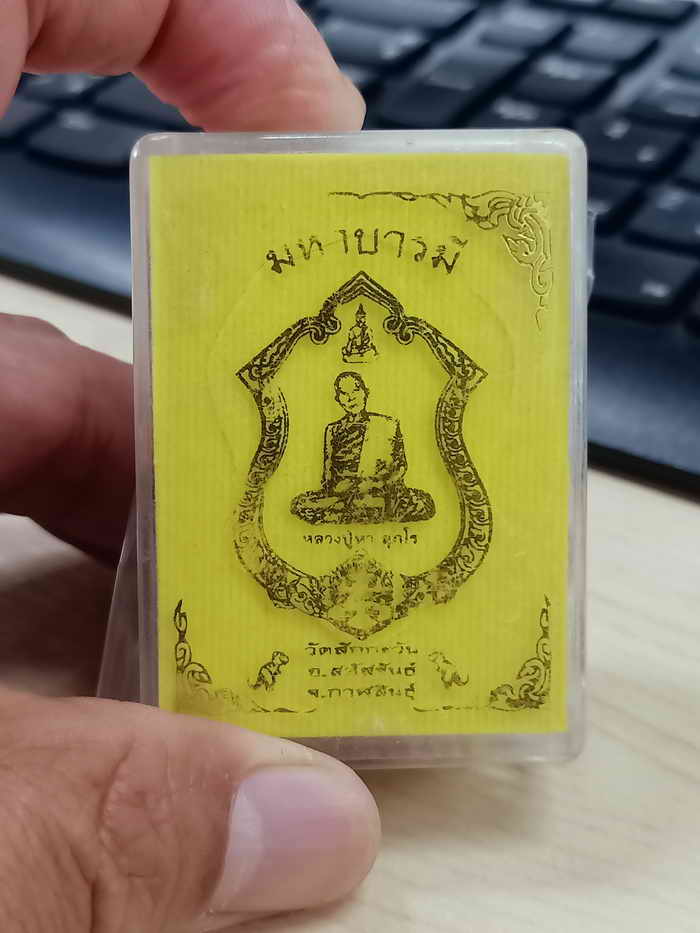 มหาบารมี
หลวงปู่หา สุภโร
วัดสักกะวัน
อ.สหัสขันธ์
จ.กาฬสินธุ์